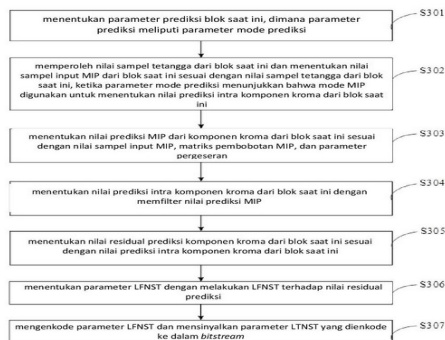 menentukan parameter prediksi blok saat ini, dimana parameter
prediksi meliputi parameter mode prediksi
S301
memperoleh nilai sampel tetangga dari blok saat ini dan menentukan nilai
sampel input MIP dari blok saat ini sesuai dengan nilai sampel tetangga dari blok
saat ini, ketika parameter mode prediksi menunjukkan bahwa mode MIP
digunakan untuk menentukan nilai prediksi intra komponen kroma dari blok saat
ini
S302
menentukan nilai prediksi MIP dari komponen kroma dari blok saat ini sesuai
dengan nilai sampel input MIP, matriks pembobotan MIP, dan parameter
pergeseran
S303
menentukan nilai prediksi intra komponen kroma dari blok saat ini dengan
memfilter nilai prediksi MIP
S304
menentukan nilai residual prediksi komponen kroma dari blok saat ini sesuai
dengan nilai prediksi intra komponen kroma dari blok saat ini
S305
menentukan parameter LFNST dengan melakukan LFNST terhadap nilai residual
prediksi
S306
mengenkode parameter LFNST dan mensinyalkan parameter LTNST yang dienkode
ke dalam bitstream
S307